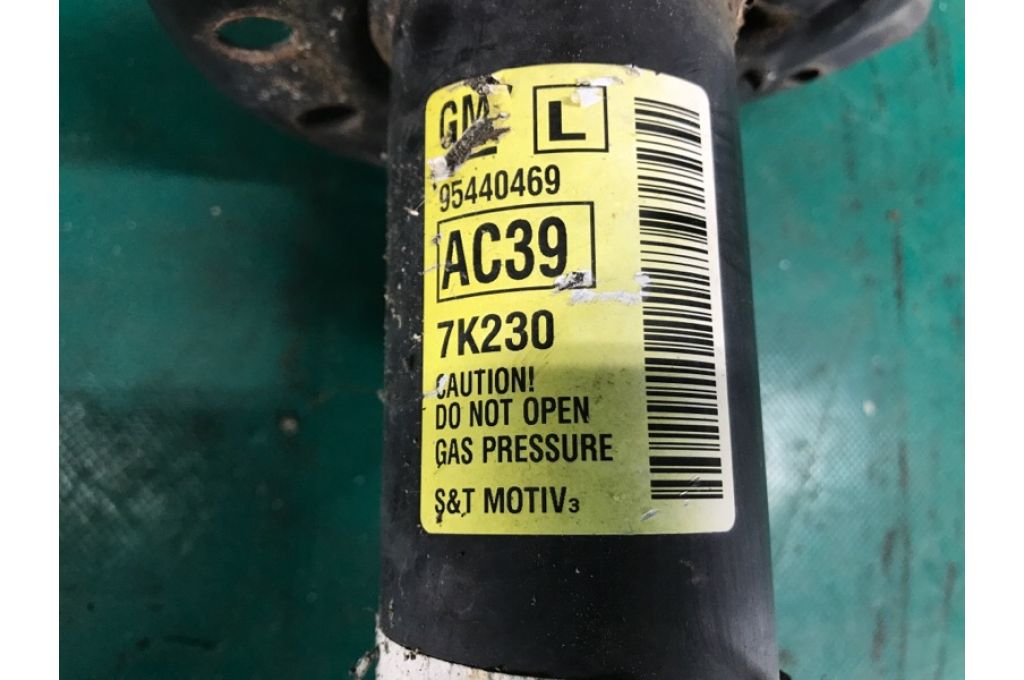 GM L
95440469
AC39
7K230
CAUTION!
DO NOT OPEN
GAS PRESSURE
S&T MOTIV3